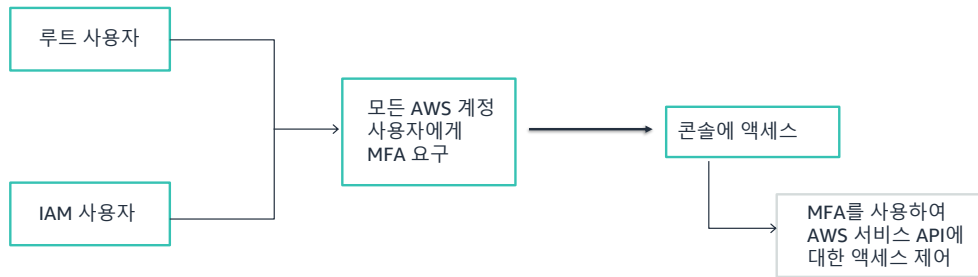 루트 사용자
IAM 사용자
모든 AWS 계정
사용자에게
MFA 요구
콘솔에 액세스
MFA를 사용하여
AWS 서비스 API에
대한 액세스 제어